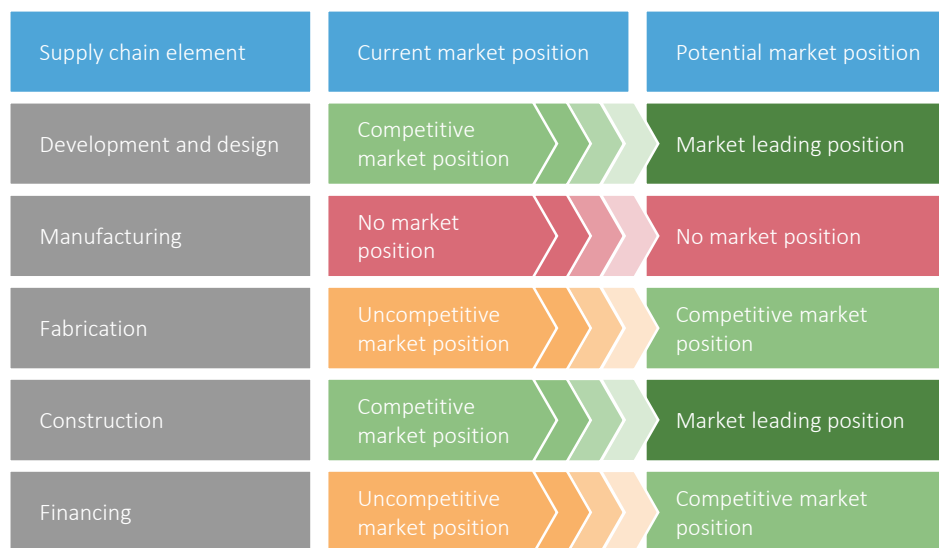 Supply chain element
Current market position
Potential market position
Development and design
Competitive
market position
Market leading position
Manufacturing
No market
position
No market position
Fabrication
Uncompetitive
market position
Competitive market
position
Construction
Competitive
market position
Market leading position
Financing
Uncompetitive
market position
Competitive market
position